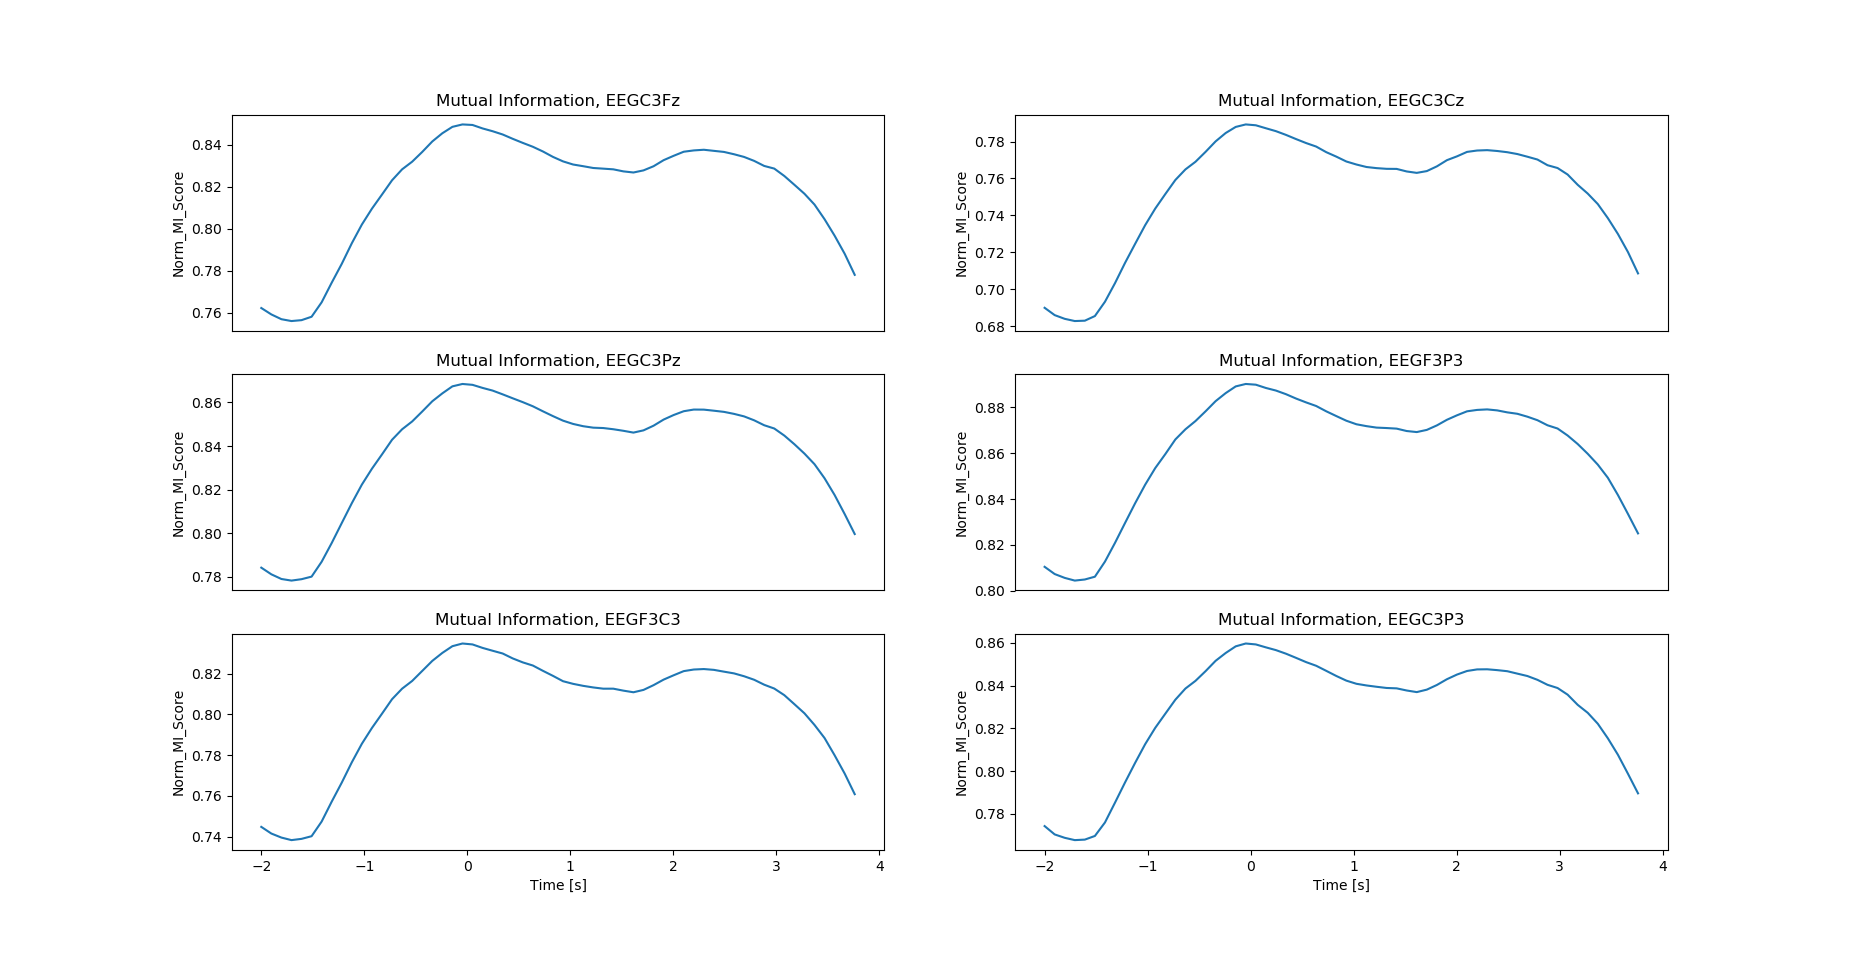 Mutual Information, EEGC3Fz
Norm_MI_Score
0.84
0.82
0.80
0.78
0.76
Mutual Information, EEGC3Cz
Norm_MI_Score
0.78
0.76
0.74
0.72
0.70
0.68
Mutual Information, EEGC3Pz
Norm_MI_Score
0.86
0.84
0.82
0.80
0.78
Mutual Information, EEGF3P3
Norm_MI_Score
0.88
0.86
0.84
0.82
0.80
Mutual Information, EEGF3C3
Norm_MI_Score
0.82
0.80
0.78
0.76
0.74
−2 −1 0 1 2 3 4
Time [s]
Mutual Information, EEGC3P3
Norm_MI_Score
0.86
0.84
0.82
0.80
0.78
−2 −1 0 1 2 3 4
Time [s]